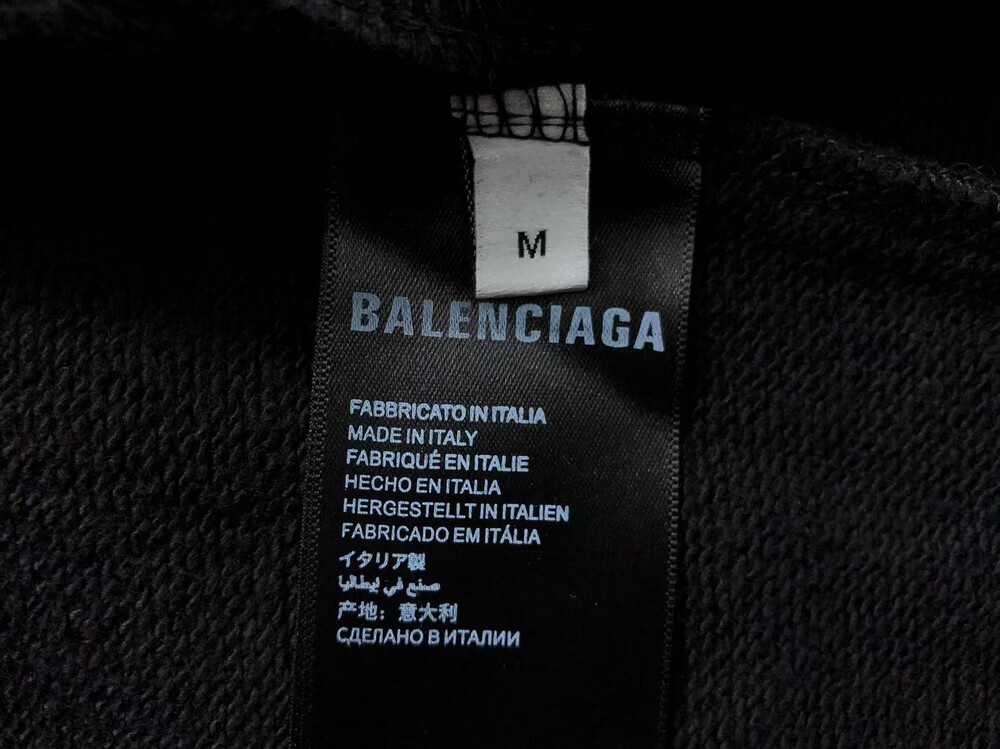 M
BALENCIAGA
FABBRICATO IN ITALIA
MADE IN ITALY
FABRIQUÉ EN ITALIE
HECHO EN ITALIA
HERGESTELLT IN ITALIEN
FABRICADO EM ITÁLIA
イタリア製
صنع في إيطاليا
产地：意大利
СДЕЛАНО В ИТАЛИИ